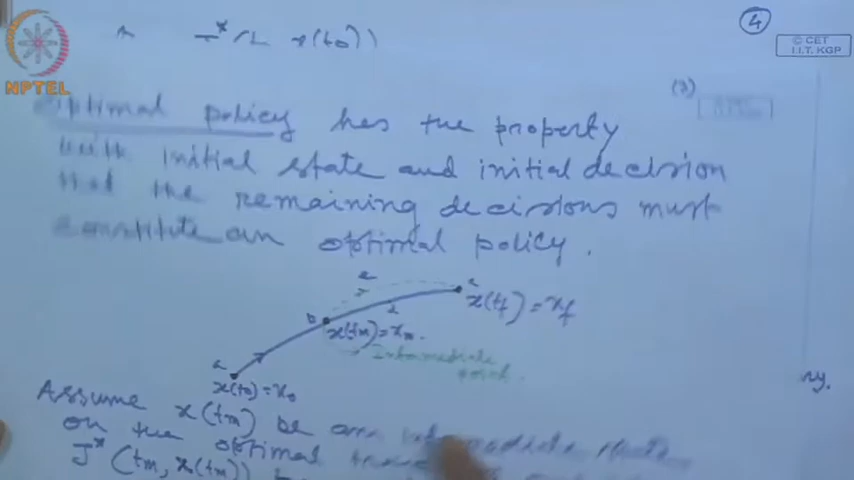 4
© CET
I.I.T. KGP
x(t0))
NPTEL
(3)
Optimal policy has the property
with initial state and initial decision
that the remaining decisions must
constitute an optimal policy.
e
c
d
x(tf) = xf
b
x(tm) = xm.
→ Intermediate
point.
a
x(t0) = x0
ny.
Assume x(tm) be an intermediate state
on the optimal
J*(tm, x(tm))